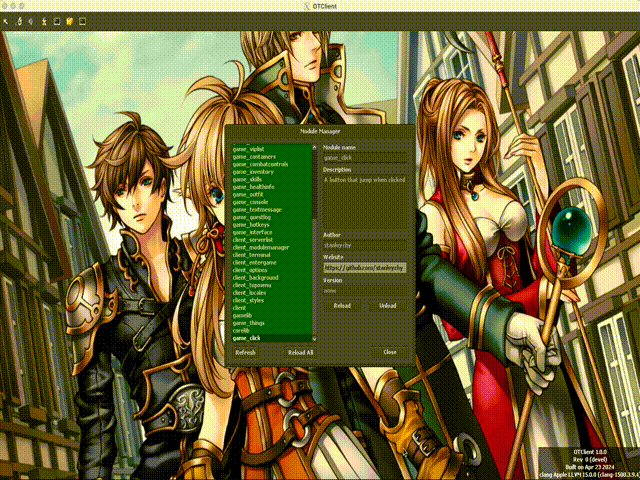 OTClient
Module Manager
game_viplist
game_containers
game_combatcontrols
game_inventory
game_skills
game_healthinfo
game_outfit
game_console
game_textmessage
game_questlog
game_hotkeys
game_interface
client_serverlist
client_modulemanager
client_terminal
client_entergame
client_options
client_background
client_topmenu
client_locales
client_styles
client
gamelib
game_things
corelib
game_click
Refresh
Reload All
Module name
game_click
Description
A button that jump when clicked
Author
stanleychy
Website
https://github.com/stanleychy
Version
none
Reload
Unload
Close
OTClient 1.0.0
Rev 0 (devel)
Built on Apr 23 2024
clang Apple LLVM 15.0.0 (clang-1500.3.9.4)